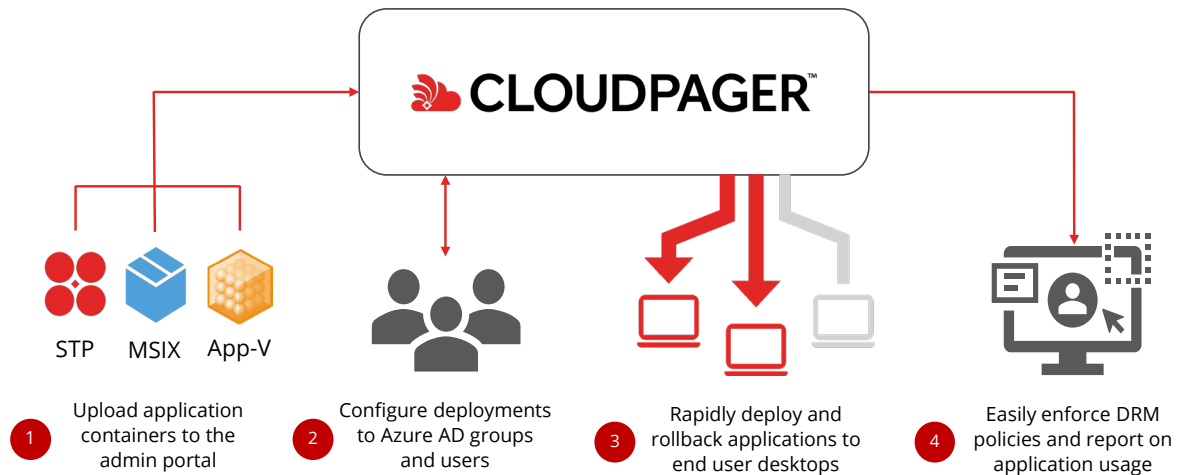 CLOUDPAGER™
STP
MSIX
App-V
1
Upload application
containers to the
admin portal
2
Configure deployments
to Azure AD groups
and users
3
Rapidly deploy and
rollback applications to
end user desktops
4
Easily enforce DRM
policies and report on
application usage